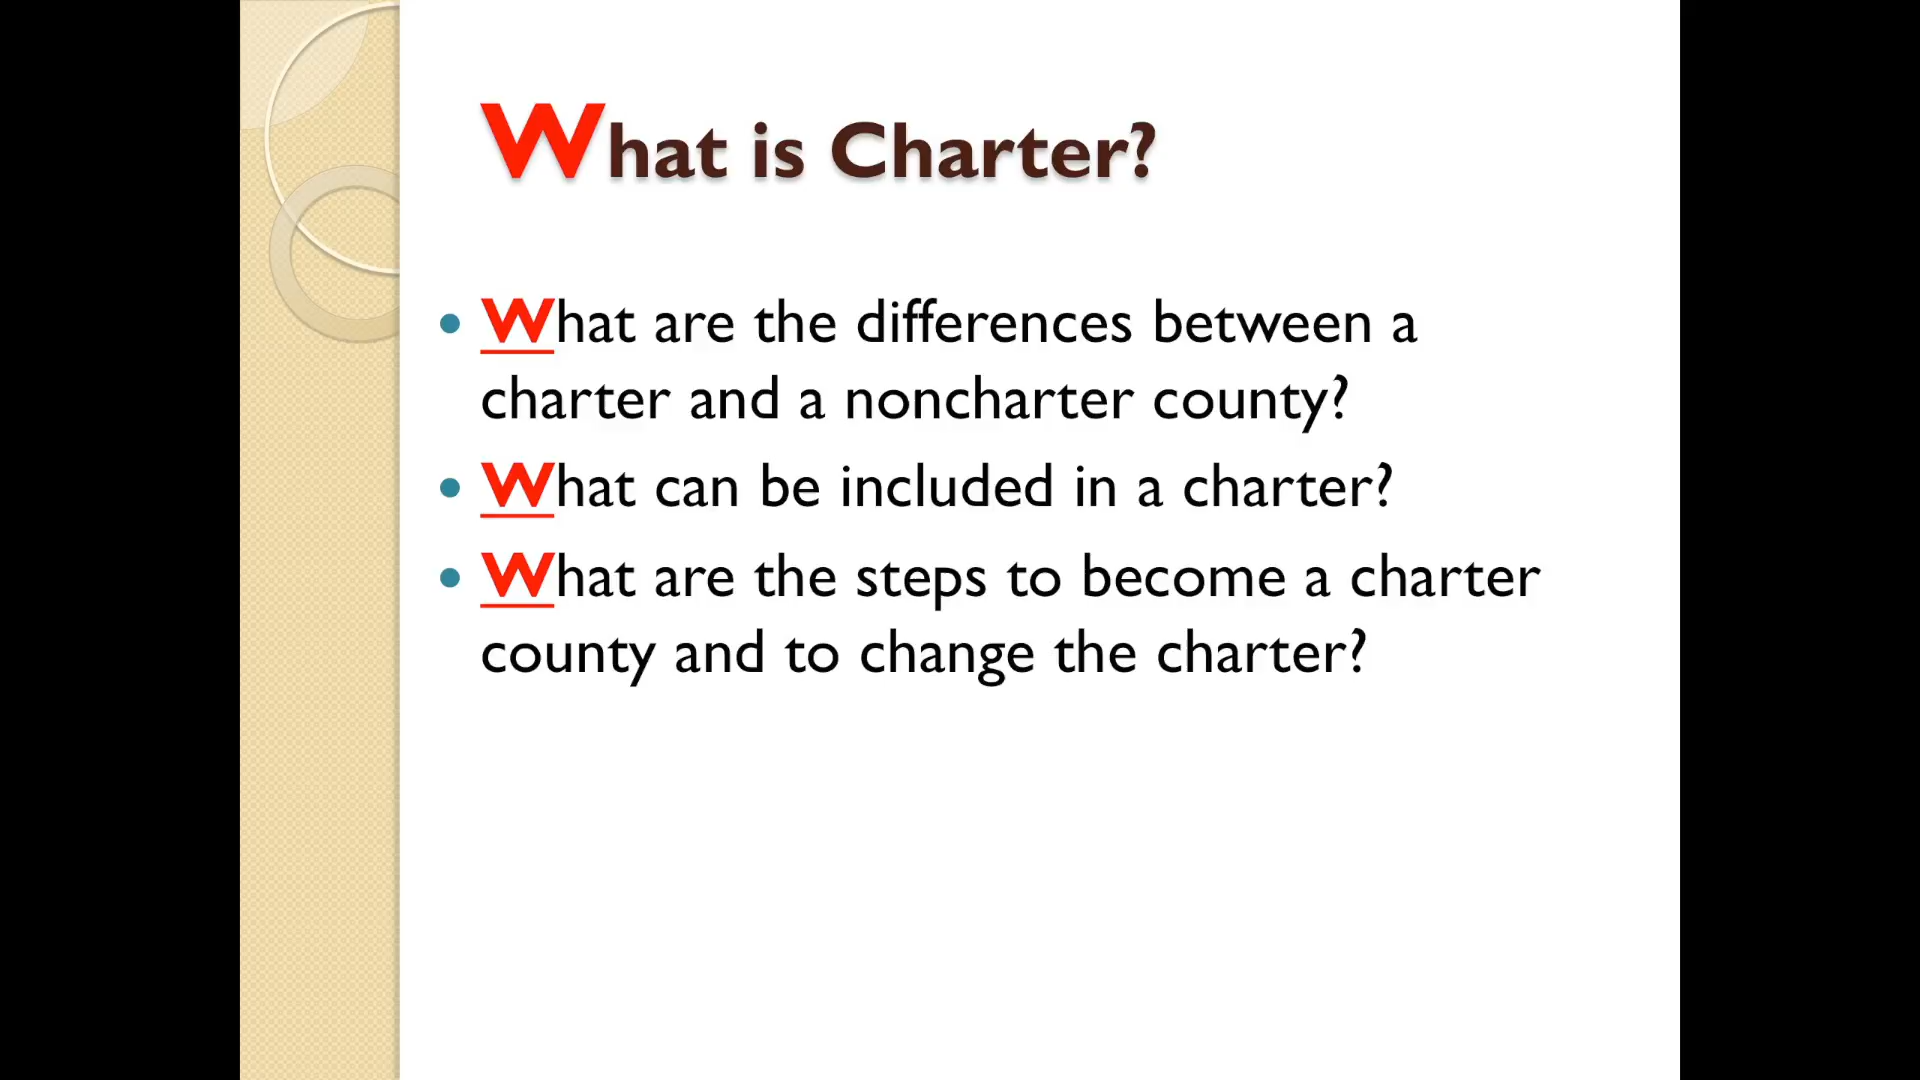 What is Charter?
• What are the differences between a
charter and a noncharter county?
• What can be included in a charter?
• What are the steps to become a charter
county and to change the charter?